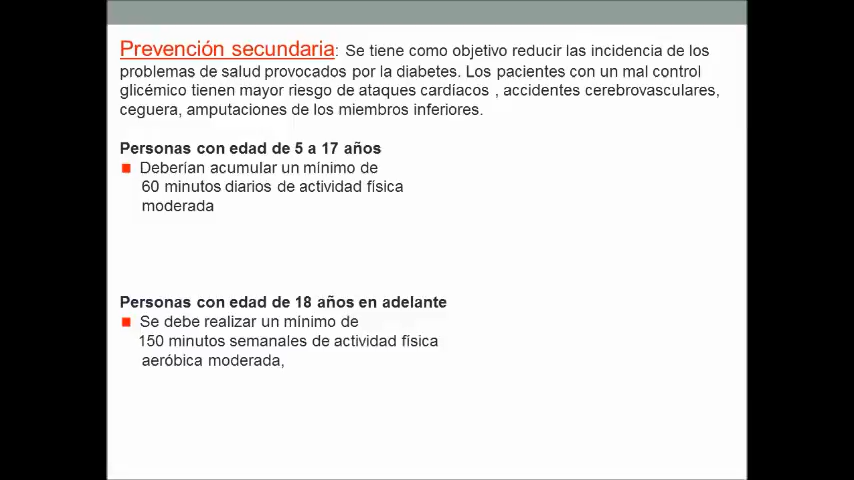 Prevención secundaria: Se tiene como objetivo reducir las incidencia de los
problemas de salud provocados por la diabetes. Los pacientes con un mal control
glicémico tienen mayor riesgo de ataques cardíacos , accidentes cerebrovasculares,
ceguera, amputaciones de los miembros inferiores.
Personas con edad de 5 a 17 años
Deberían acumular un mínimo de
60 minutos diarios de actividad física
moderada
Personas con edad de 18 años en adelante
Se debe realizar un mínimo de
150 minutos semanales de actividad física
aeróbica moderada,